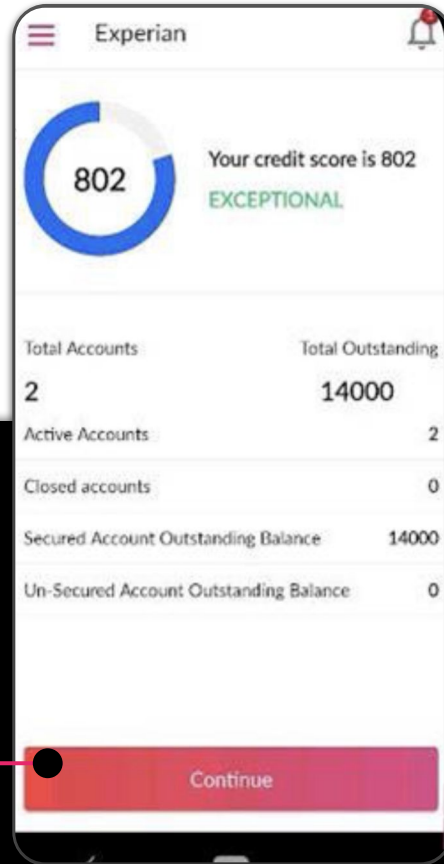 Experian
802
Your credit score is 802
EXCEPTIONAL
Total Accounts
Total Outstanding
2
14000
Active Accounts
2
Closed accounts
0
Secured Account Outstanding Balance
14000
Un-Secured Account Outstanding Balance
0
Continue